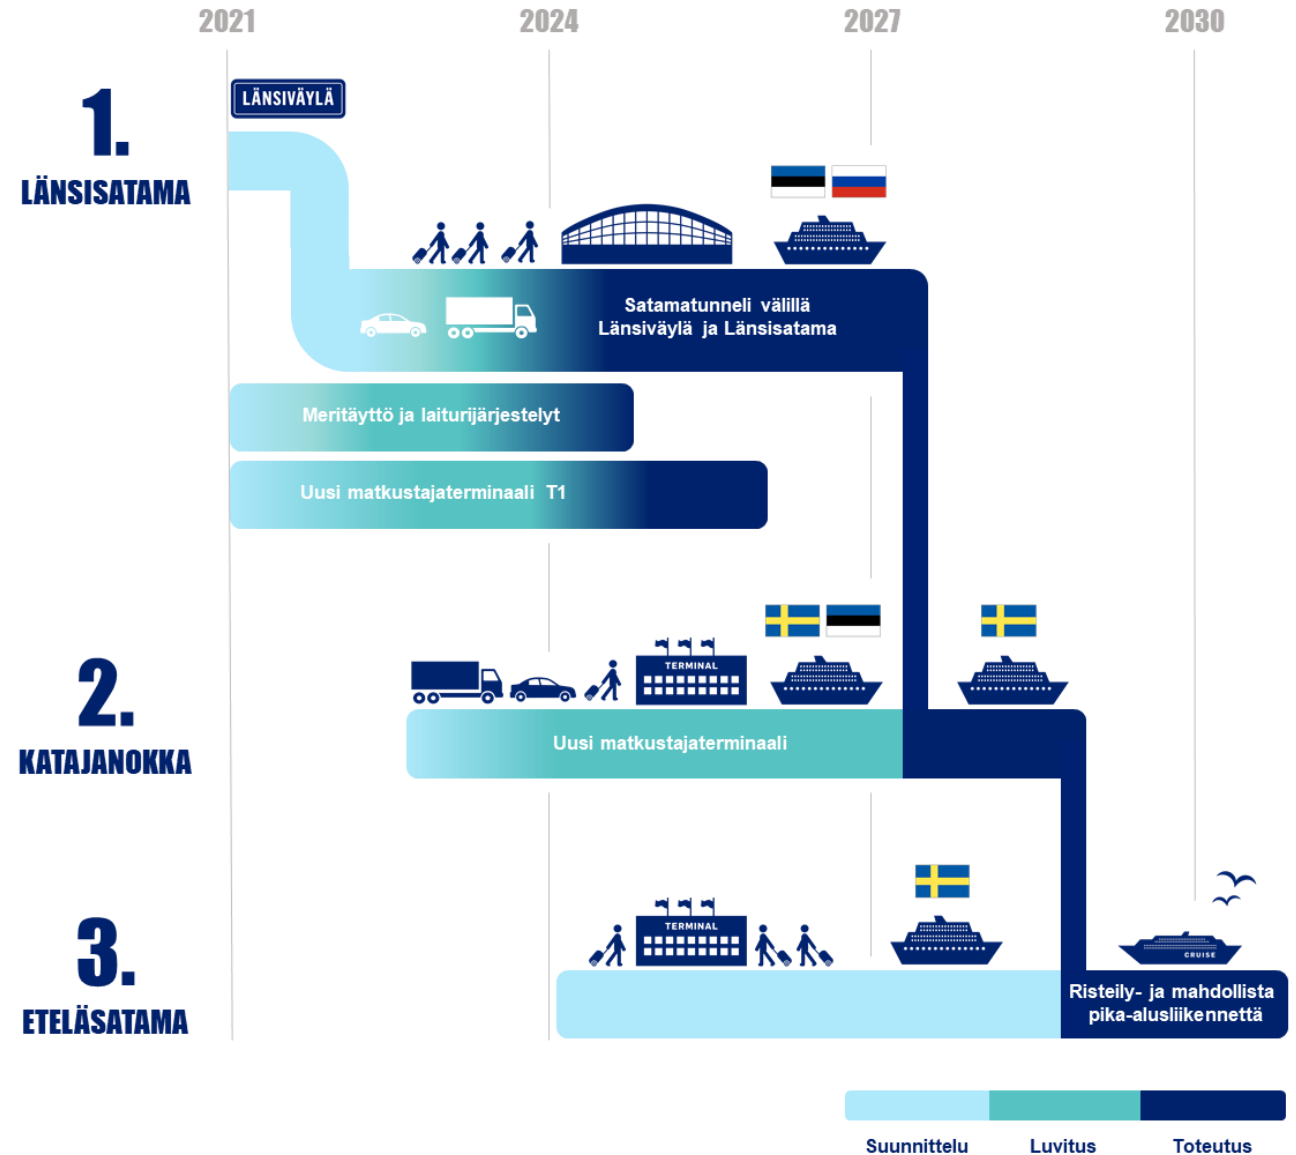 2021
2024
2027
2030
1.
LÄNSISATAMA
LÄNSIVÄYLÄ
Satamatunneli välillä
Länsiväylä ja Länsisatama
Meritäyttö ja laiturijärjestelyt
Uusi matkustajaterminaali T1
2.
KATAJANOKKA
TERMINAL
Uusi matkustajaterminaali
3.
ETELÄSATAMA
TERMINAL
CRUISE
Risteily- ja mahdollista
pika-alusliikennettä
Suunnittelu
Luvitus
Toteutus